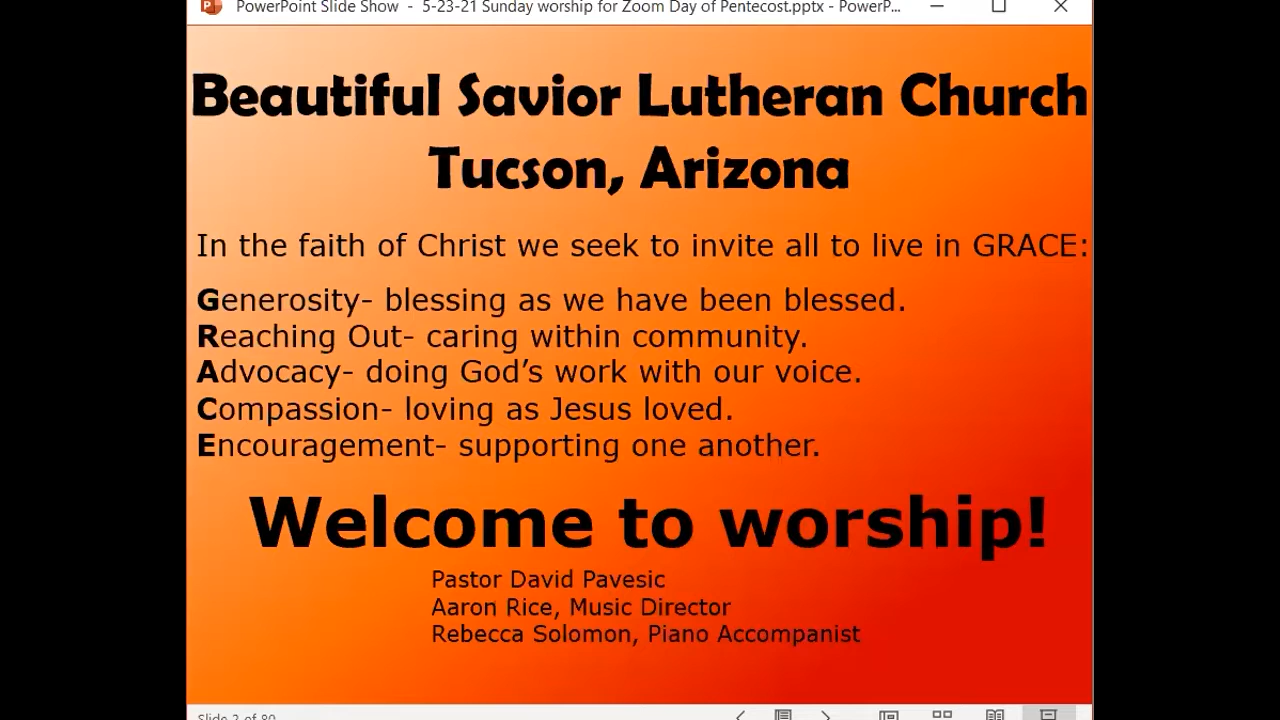 PowerPoint Slide Show - 5-23-21 Sunday worship for Zoom Day of Pentecost.pptx - PowerP...
Beautiful Savior Lutheran Church
Tucson, Arizona
In the faith of Christ we seek to invite all to live in GRACE:
Generosity- blessing as we have been blessed.
Reaching Out- caring within community.
Advocacy- doing God’s work with our voice.
Compassion- loving as Jesus loved.
Encouragement- supporting one another.
Welcome to worship!
Pastor David Pavesic
Aaron Rice, Music Director
Rebecca Solomon, Piano Accompanist
Slide 2 of 80